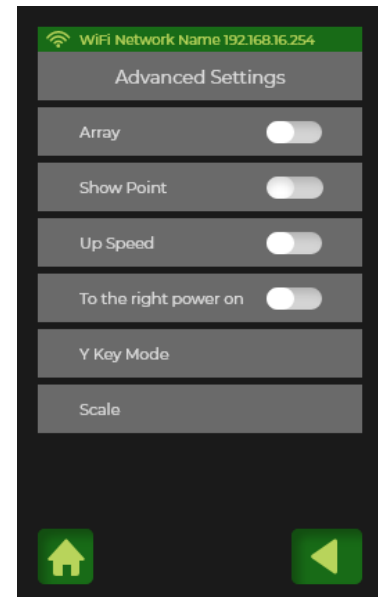 WiFi Network Name 192.168.16.254
Advanced Settings
Array
Show Point
Up Speed
To the right power on
Y Key Mode
Scale